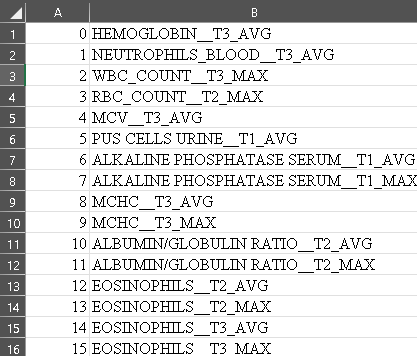 A B
1 0 HEMOGLOBIN__T3_AVG
2 1 NEUTROPHILS_BLOOD__T3_AVG
3 2 WBC_COUNT__T3_MAX
4 3 RBC_COUNT__T2_MAX
5 4 MCV__T3_AVG
6 5 PUS CELLS URINE__T1_AVG
7 6 ALKALINE PHOSPHATASE SERUM__T1_AVG
8 7 ALKALINE PHOSPHATASE SERUM__T1_MAX
9 8 MCHC__T3_AVG
10 9 MCHC__T3_MAX
11 10 ALBUMIN/GLOBULIN RATIO__T2_AVG
12 11 ALBUMIN/GLOBULIN RATIO__T2_MAX
13 12 EOSINOPHILS__T2_AVG
14 13 EOSINOPHILS__T2_MAX
15 14 EOSINOPHILS__T3_AVG
16 15 EOSINOPHILS__T3_MAX